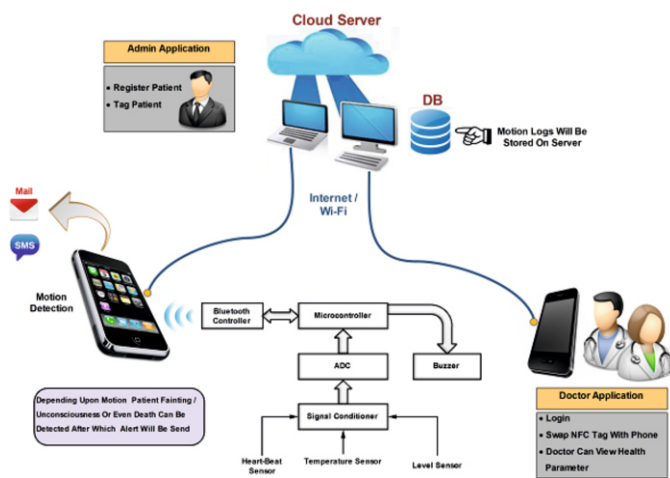 Cloud Server
Admin Application
• Register Patient
• Tag Patient
DB
Motion Logs Will Be
Stored On Server
Mail
SMS
Internet /
Wi-Fi
Motion
Detection
Bluetooth
Controller
Microcontroller
ADC
Buzzer
Signal Conditioner
Heart-Beat
Sensor
Temperature Sensor
Level Sensor
Depending Upon Motion Patient Fainting /
Unconsciousness Or Even Death Can Be
Detected After Which Alert Will Be Send
Doctor Application
• Login
• Swap NFC Tag With Phone
• Doctor Can View Health
Parameter